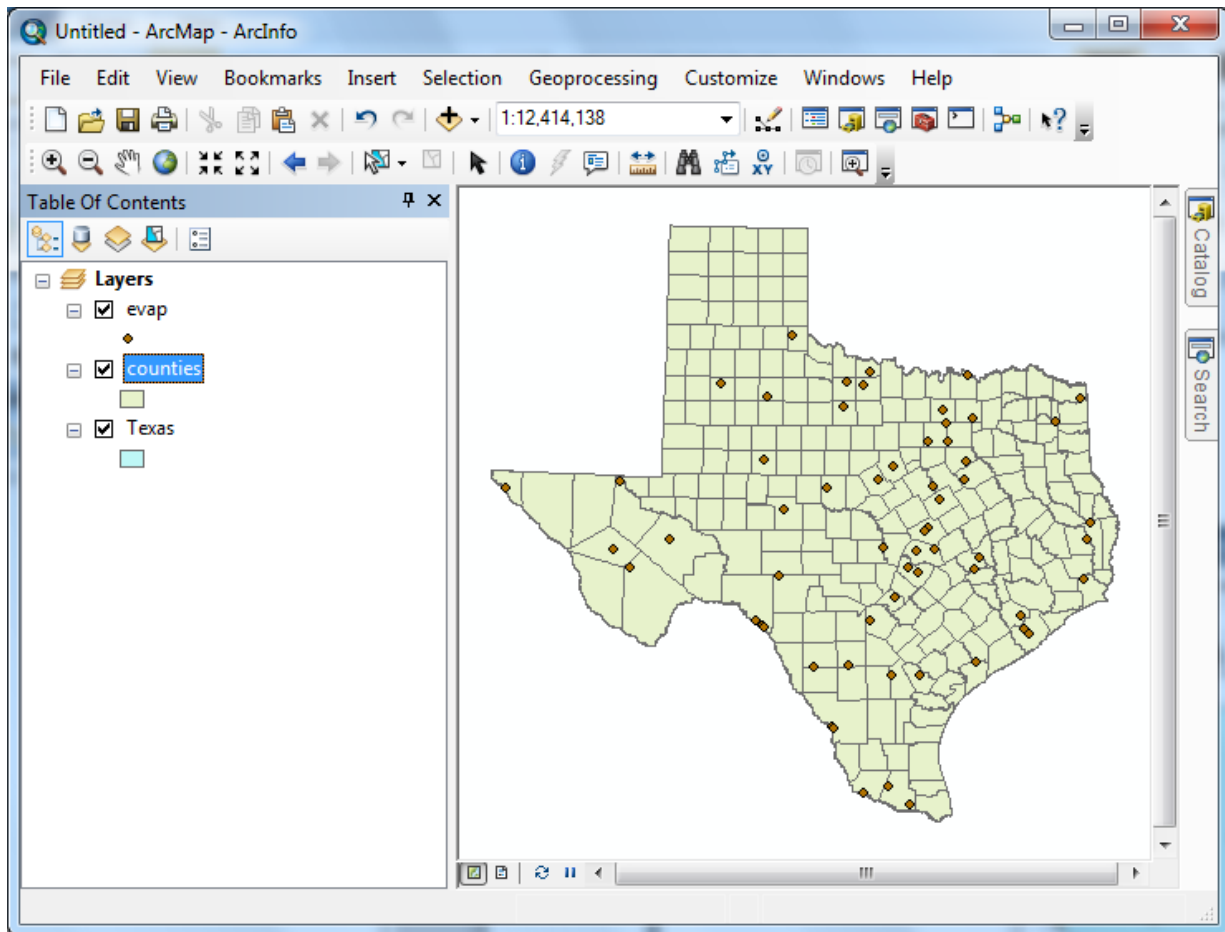 Untitled - ArcMap - ArcInfo
File Edit View Bookmarks Insert Selection Geoprocessing Customize Windows Help
1:12,414,138
XY
Table Of Contents
Layers
evap
counties
Texas
Catalog
Search